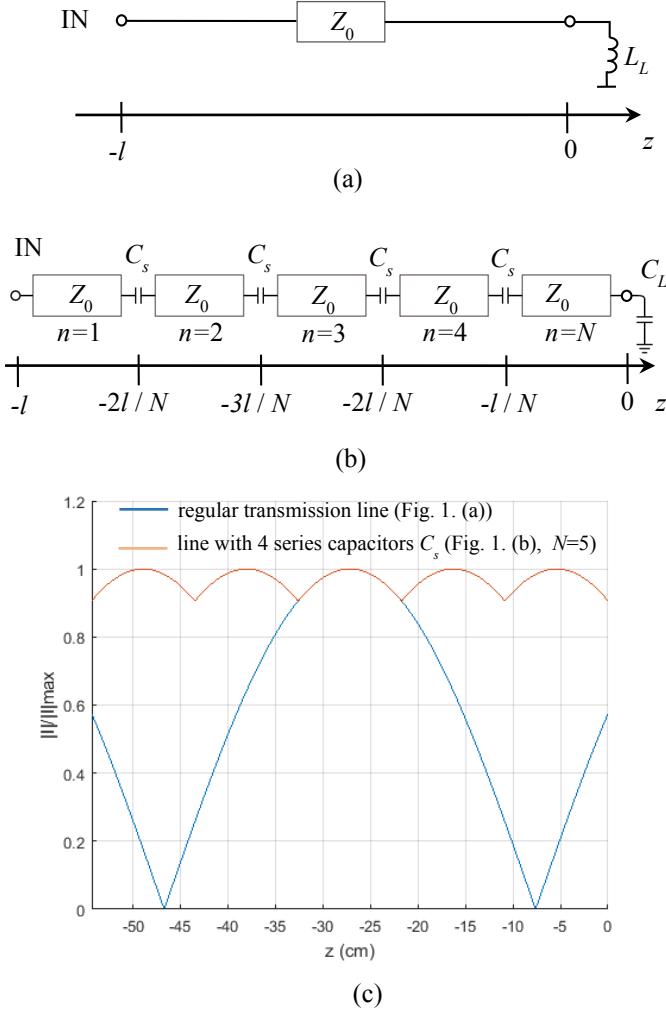 IN Z0 LL
-l 0 z
(a)
IN Cs Cs Cs Cs CL
Z0 Z0 Z0 Z0 Z0
n=1 n=2 n=3 n=4 n=N
-l -2l / N -3l / N -2l / N -l / N 0 z
(b)
1.2
regular transmission line (Fig. 1. (a))
line with 4 series capacitors Cs (Fig. 1. (b), N=5)
1
0.8
0.6
0.4
0.2
0
|I|/|I|max
-50 -45 -40 -35 -30 -25 -20 -15 -10 -5 0
z (cm)
(c)